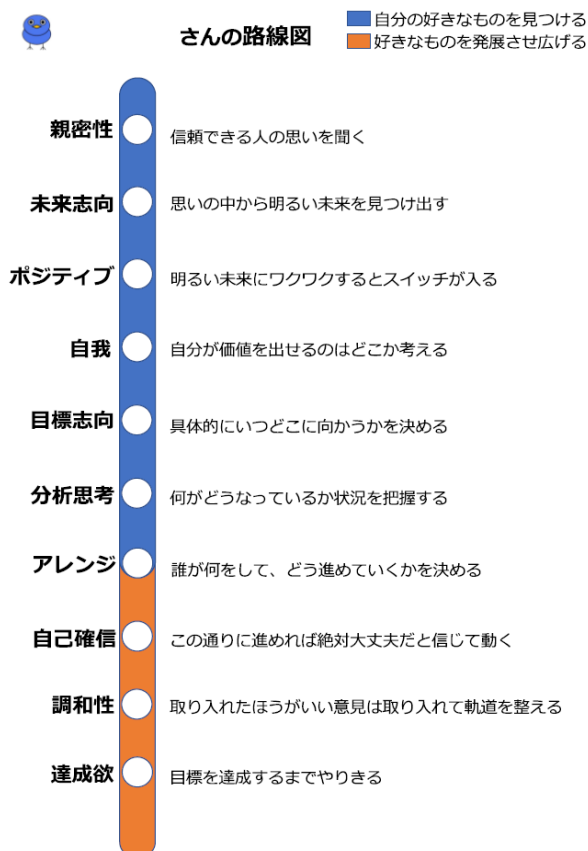 さんの路線図
自分の好きなものを見つける
好きなものを発展させ広げる
親密性
信頼できる人の思いを聞く
未来志向
思いの中から明るい未来を見つけ出す
ポジティブ
明るい未来にワクワクするとスイッチが入る
自我
自分が価値を出せるのはどこか考える
目標志向
具体的にいつどこに向かうかを決める
分析思考
何がどうなっているか状況を把握する
アレンジ
誰が何をして、どう進めていくかを決める
自己確信
この通りに進めれば絶対大丈夫だと信じて動く
調和性
取り入れたほうがいい意見は取り入れて軌道を整える
達成欲
目標を達成するまでやりきる